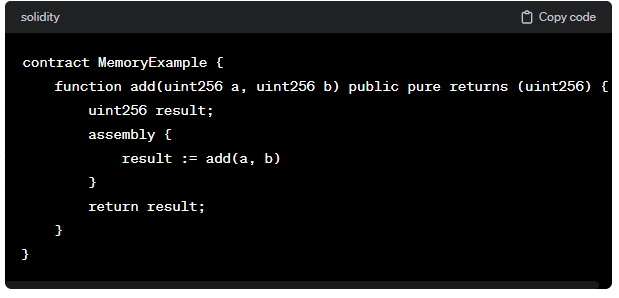 solidity
Copy code
contract MemoryExample {
    function add(uint256 a, uint256 b) public pure returns (uint256) {
        uint256 result;
        assembly {
            result := add(a, b)
        }
        return result;
    }
}